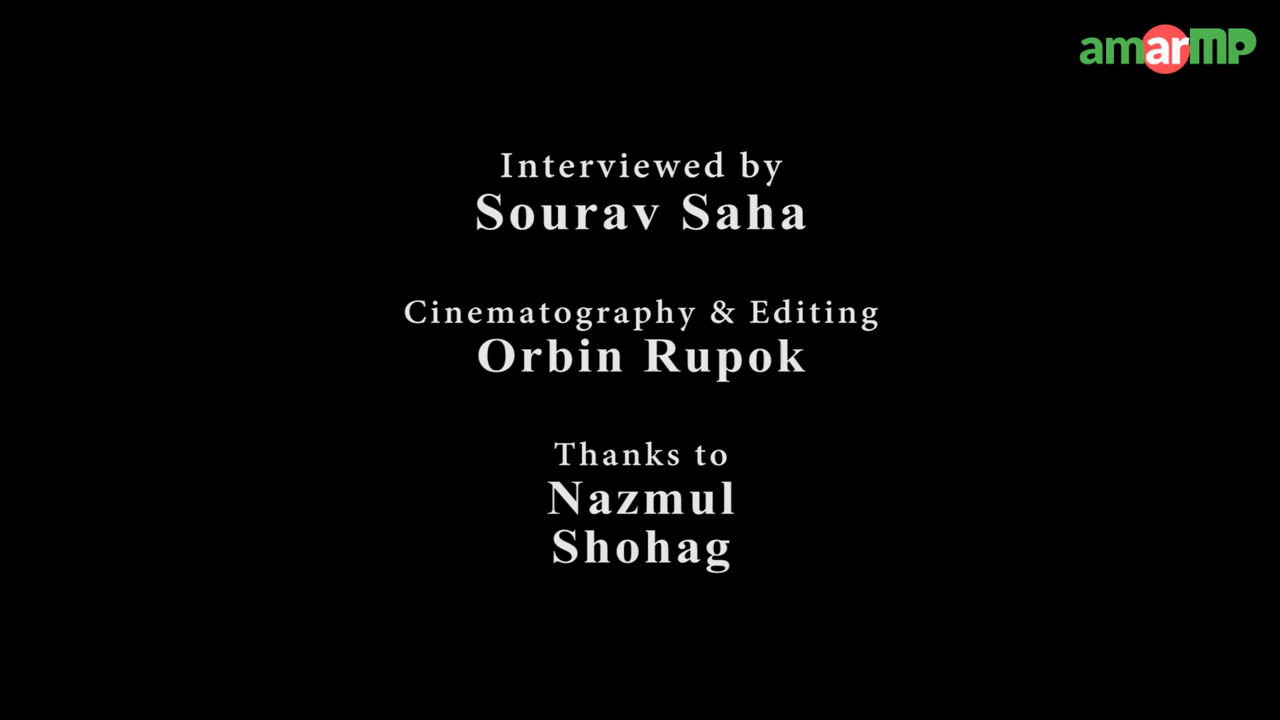 amarMP
Interviewed by
Sourav Saha
Cinematography & Editing
Orbin Rupok
Thanks to
Nazmul
Shohag